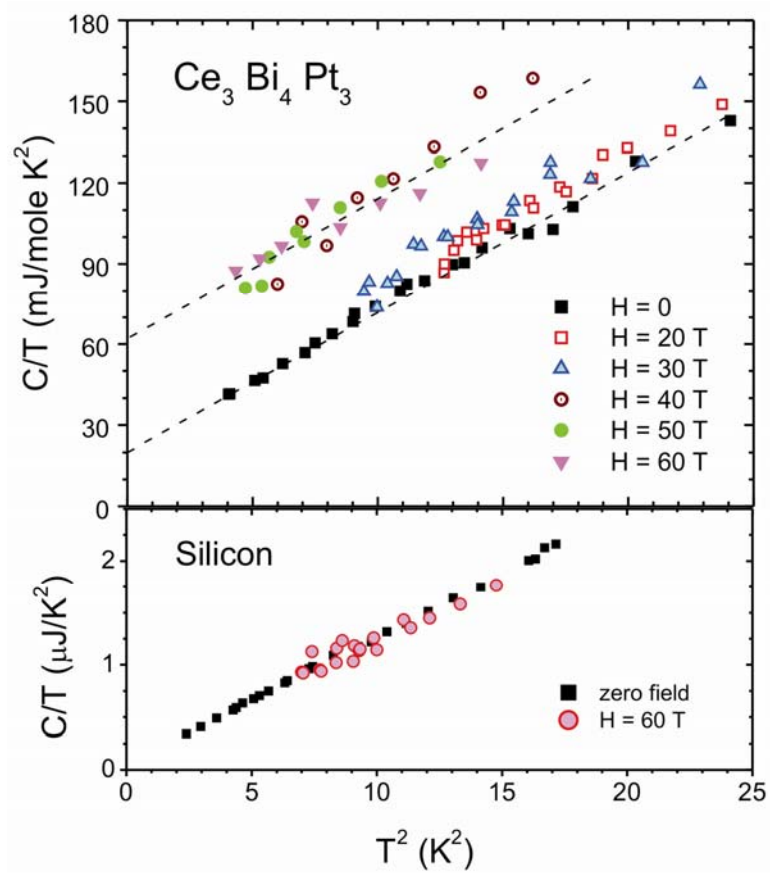 180
150
120
90
60
30
0
C/T (mJ/mole K²)
Ce₃ Bi₄ Pt₃
H = 0
H = 20 T
H = 30 T
H = 40 T
H = 50 T
H = 60 T
2
1
0
C/T (μJ/K²)
Silicon
zero field
H = 60 T
0 5 10 15 20 25
T² (K²)